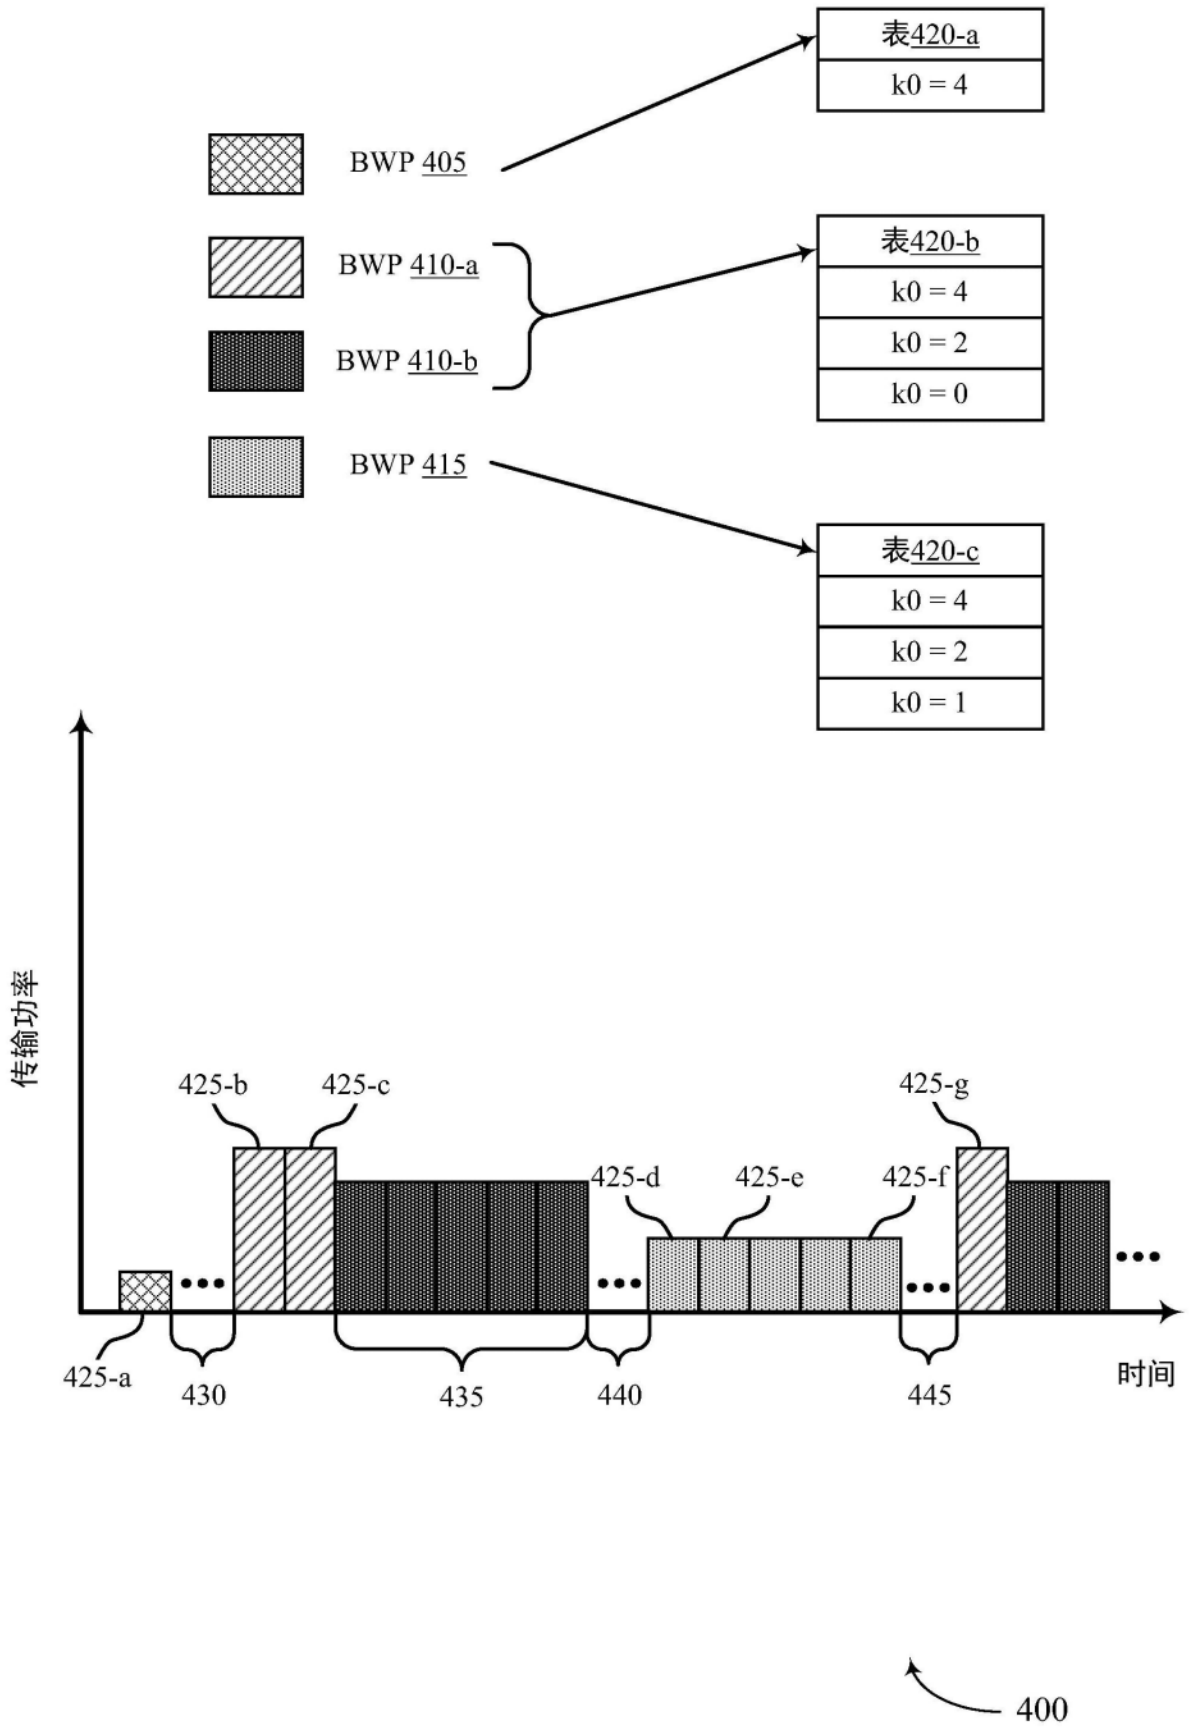 表420-a
k0 = 4
BWP 405
BWP 410-a
BWP 410-b
BWP 415
表420-b
k0 = 4
k0 = 2
k0 = 0
表420-c
k0 = 4
k0 = 2
k0 = 1
传输功率
425-b
425-c
425-g
425-d
425-e
425-f
425-a
430
435
440
445
时间
400